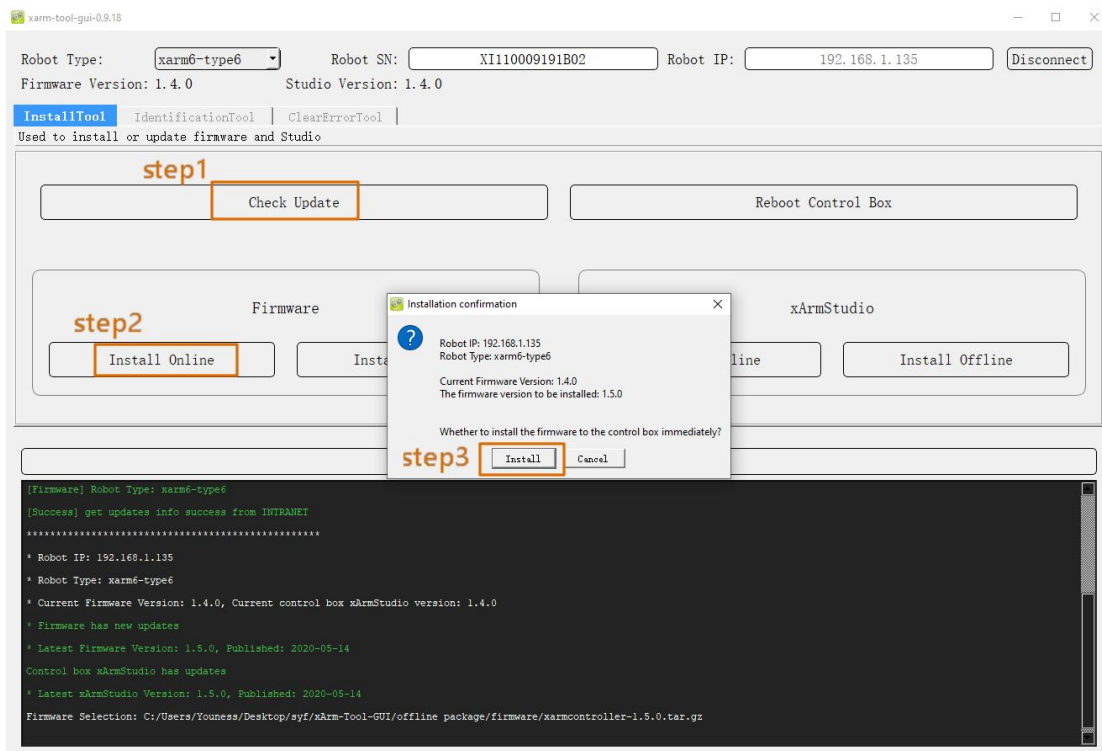 xarm-tool-gui-0.9.18
Robot Type: xarm6-type6 Robot SN: XI110009191B02 Robot IP: 192.168.1.135 Disconnect
Firmware Version: 1.4.0 Studio Version: 1.4.0
InstallTool IdentificationTool ClearErrorTool
Used to install or update firmware and Studio
step1
Check Update Reboot Control Box
Firmware xArmStudio
step2
Install Online Insta line Install Offline
Installation confirmation
Robot IP: 192.168.1.135
Robot Type: xarm6-type6
Current Firmware Version: 1.4.0
The firmware version to be installed: 1.5.0
Whether to install the firmware to the control box immediately?
step3 Install Cancel
[Firmware] Robot Type: xarm6-type6
[Success] get updates info success from INTRANET
* Robot IP: 192.168.1.135
* Robot Type: xarm6-type6
* Current Firmware Version: 1.4.0, Current control box xArmStudio version: 1.4.0
* Firmware has new updates
* Latest Firmware Version: 1.5.0, Published: 2020-05-14
Control box xArmStudio has updates
* Latest xArmStudio Version: 1.5.0, Published: 2020-05-14
Firmware Selection: C:/Users/Youness/Desktop/syf/xArm-Tool-GUI/offline package/firmware/xarmcontroller-1.5.0.tar.gz